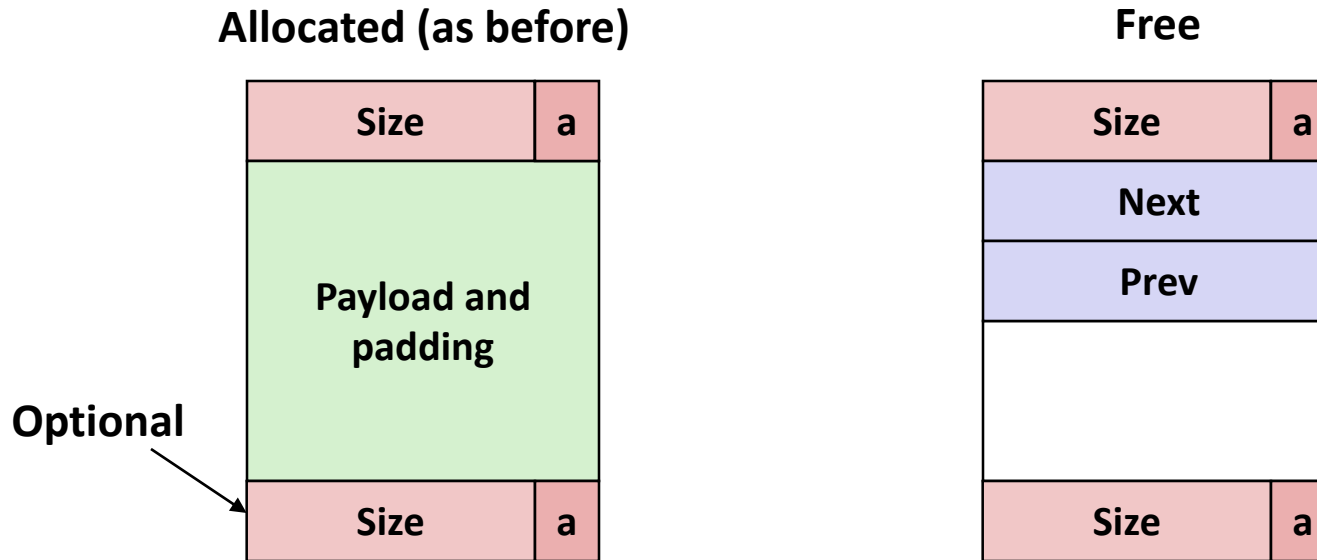 Allocated (as before)
Size a
Payload and
padding
Optional
Size a
Free
Size a
Next
Prev
Size a